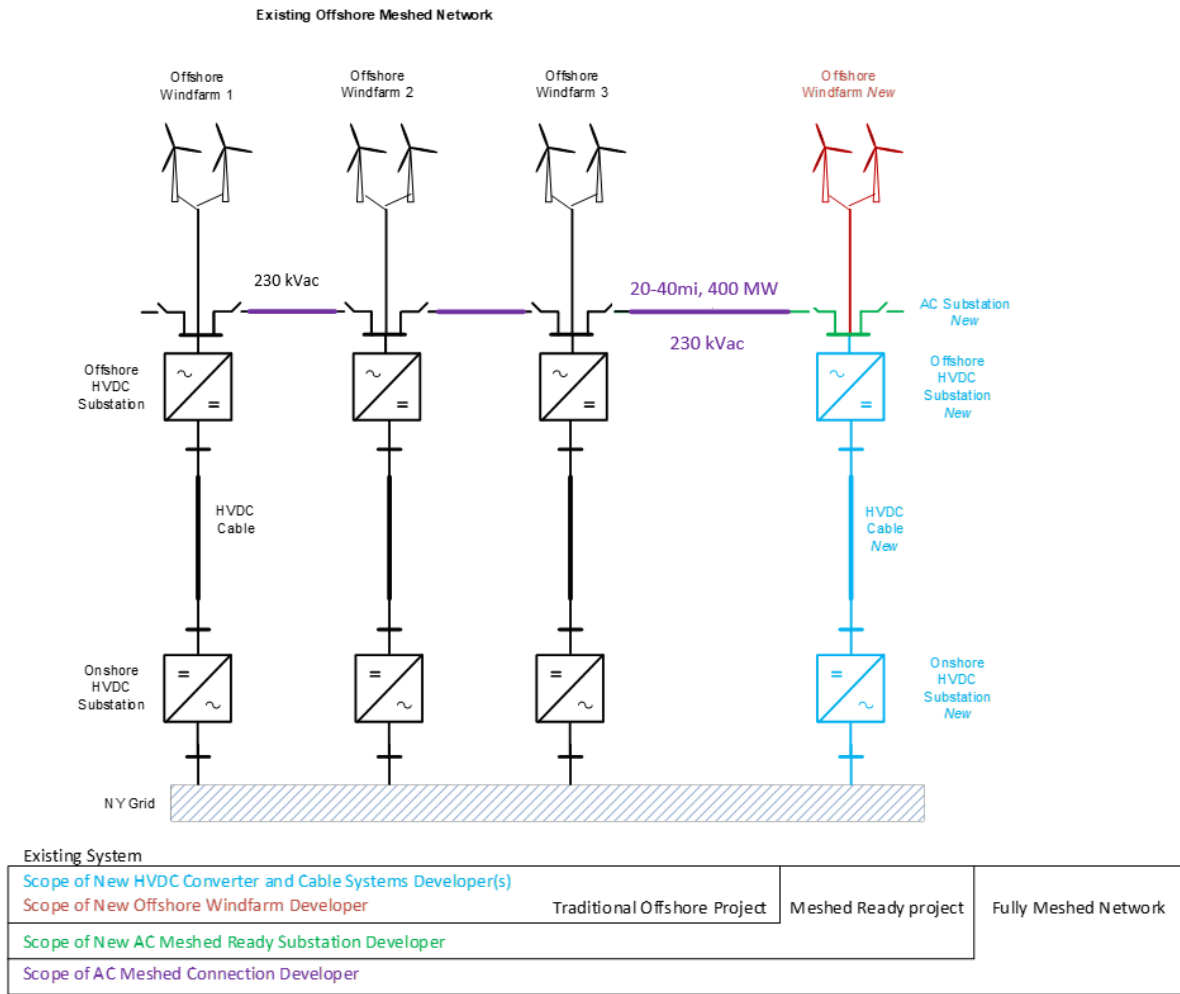 Existing Offshore Meshed Network
Offshore
Windfarm 1
Offshore
Windfarm 2
Offshore
Windfarm 3
Offshore
Windfarm New
230 kVac
20-40mi, 400 MW
230 kVac
AC Substation
New
Offshore
HVDC
Substation
~
=
~
=
~
=
~
=
Offshore
HVDC
Substation
New
HVDC
Cable
HVDC
Cable
New
Onshore
HVDC
Substation
=
~
=
~
=
~
=
~
Onshore
HVDC
Substation
New
NY Grid
Existing System
Scope of New HVDC Converter and Cable Systems Developer(s)
Scope of New Offshore Windfarm Developer
Traditional Offshore Project
Meshed Ready project
Fully Meshed Network
Scope of New AC Meshed Ready Substation Developer
Scope of AC Meshed Connection Developer